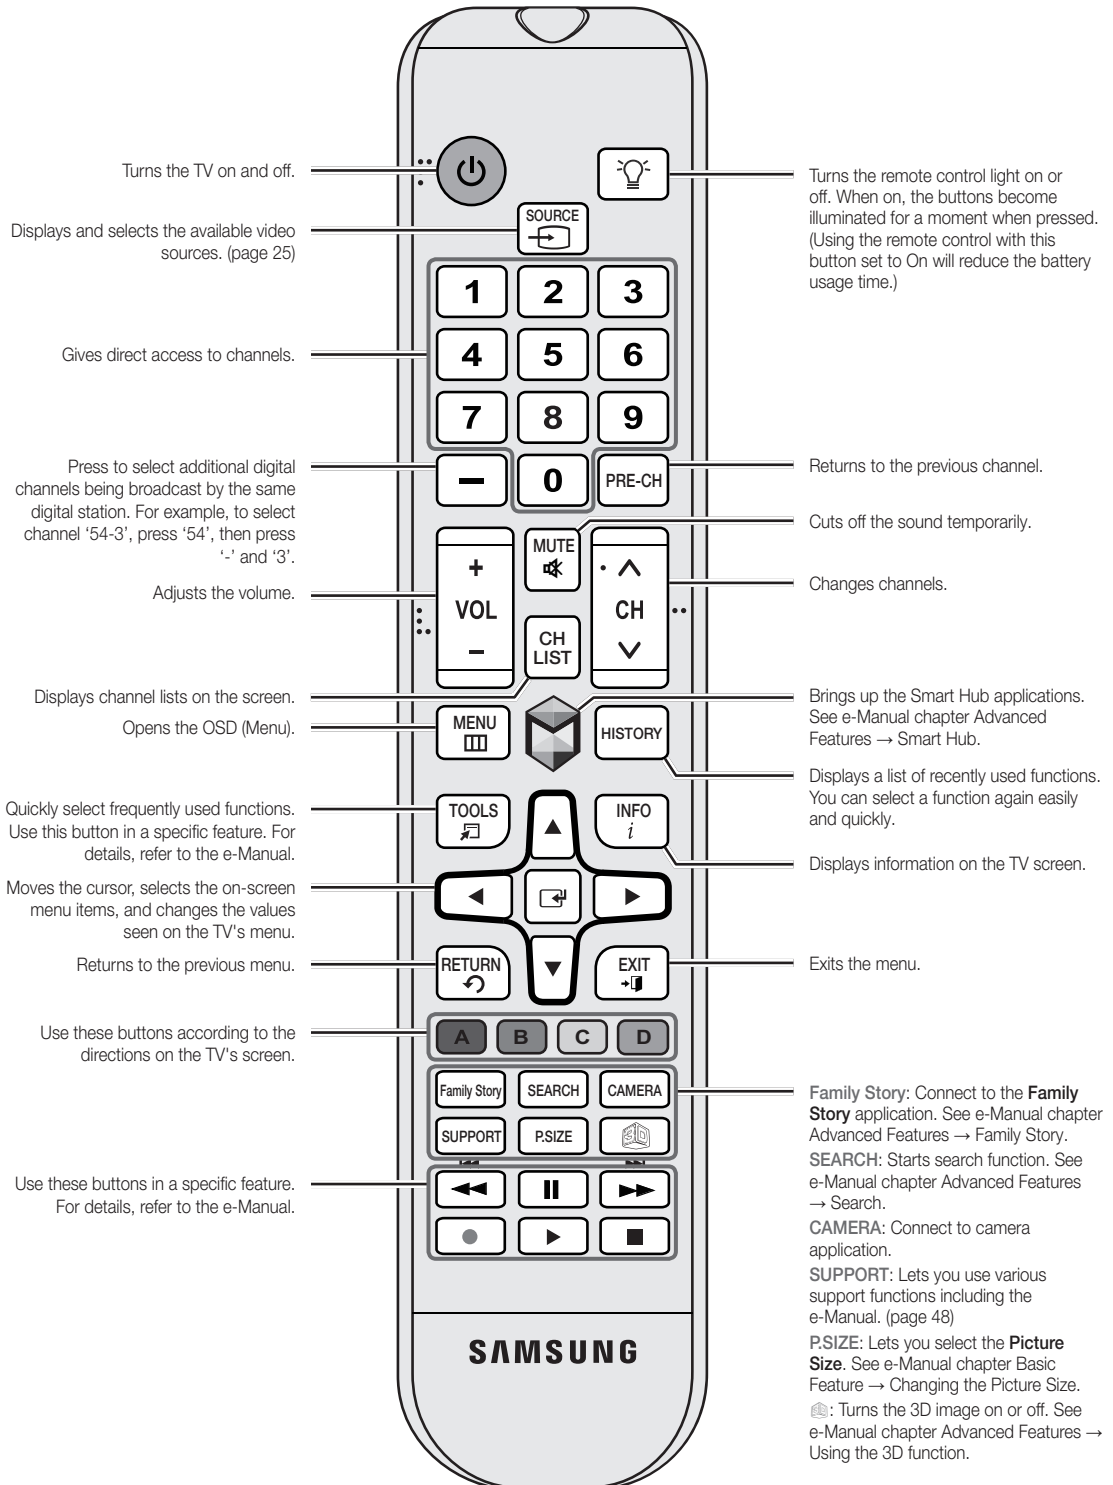 Turns the TV on and off.
Displays and selects the available video
sources. (page 25)
Gives direct access to channels.
Press to select additional digital
channels being broadcast by the same
digital station. For example, to select
channel ‘54-3’, press ‘54’, then press
‘-’ and ‘3’.
Adjusts the volume.
Displays channel lists on the screen.
Opens the OSD (Menu).
Quickly select frequently used functions.
Use this button in a specific feature. For
details, refer to the e-Manual.
Moves the cursor, selects the on-screen
menu items, and changes the values
seen on the TV's menu.
Returns to the previous menu.
Use these buttons according to the
directions on the TV's screen.
Use these buttons in a specific feature.
For details, refer to the e-Manual.
SOURCE
1 2 3
4 5 6
7 8 9
– 0 PRE-CH
+
VOL
–
MUTE
CH
LIST
CH
MENU
HISTORY
TOOLS
INFO
i
RETURN
EXIT
A B C D
Family Story SEARCH CAMERA
SUPPORT P.SIZE 3D
SAMSUNG
Turns the remote control light on or
off. When on, the buttons become
illuminated for a moment when pressed.
(Using the remote control with this
button set to On will reduce the battery
usage time.)
Returns to the previous channel.
Cuts off the sound temporarily.
Changes channels.
Brings up the Smart Hub applications.
See e-Manual chapter Advanced
Features → Smart Hub.
Displays a list of recently used functions.
You can select a function again easily
and quickly.
Displays information on the TV screen.
Exits the menu.
Family Story: Connect to the Family
Story application. See e-Manual chapter
Advanced Features → Family Story.
SEARCH: Starts search function. See
e-Manual chapter Advanced Features
→ Search.
CAMERA: Connect to camera
application.
SUPPORT: Lets you use various
support functions including the
e-Manual. (page 48)
P.SIZE: Lets you select the Picture
Size. See e-Manual chapter Basic
Feature → Changing the Picture Size.
3D: Turns the 3D image on or off. See
e-Manual chapter Advanced Features →
Using the 3D function.